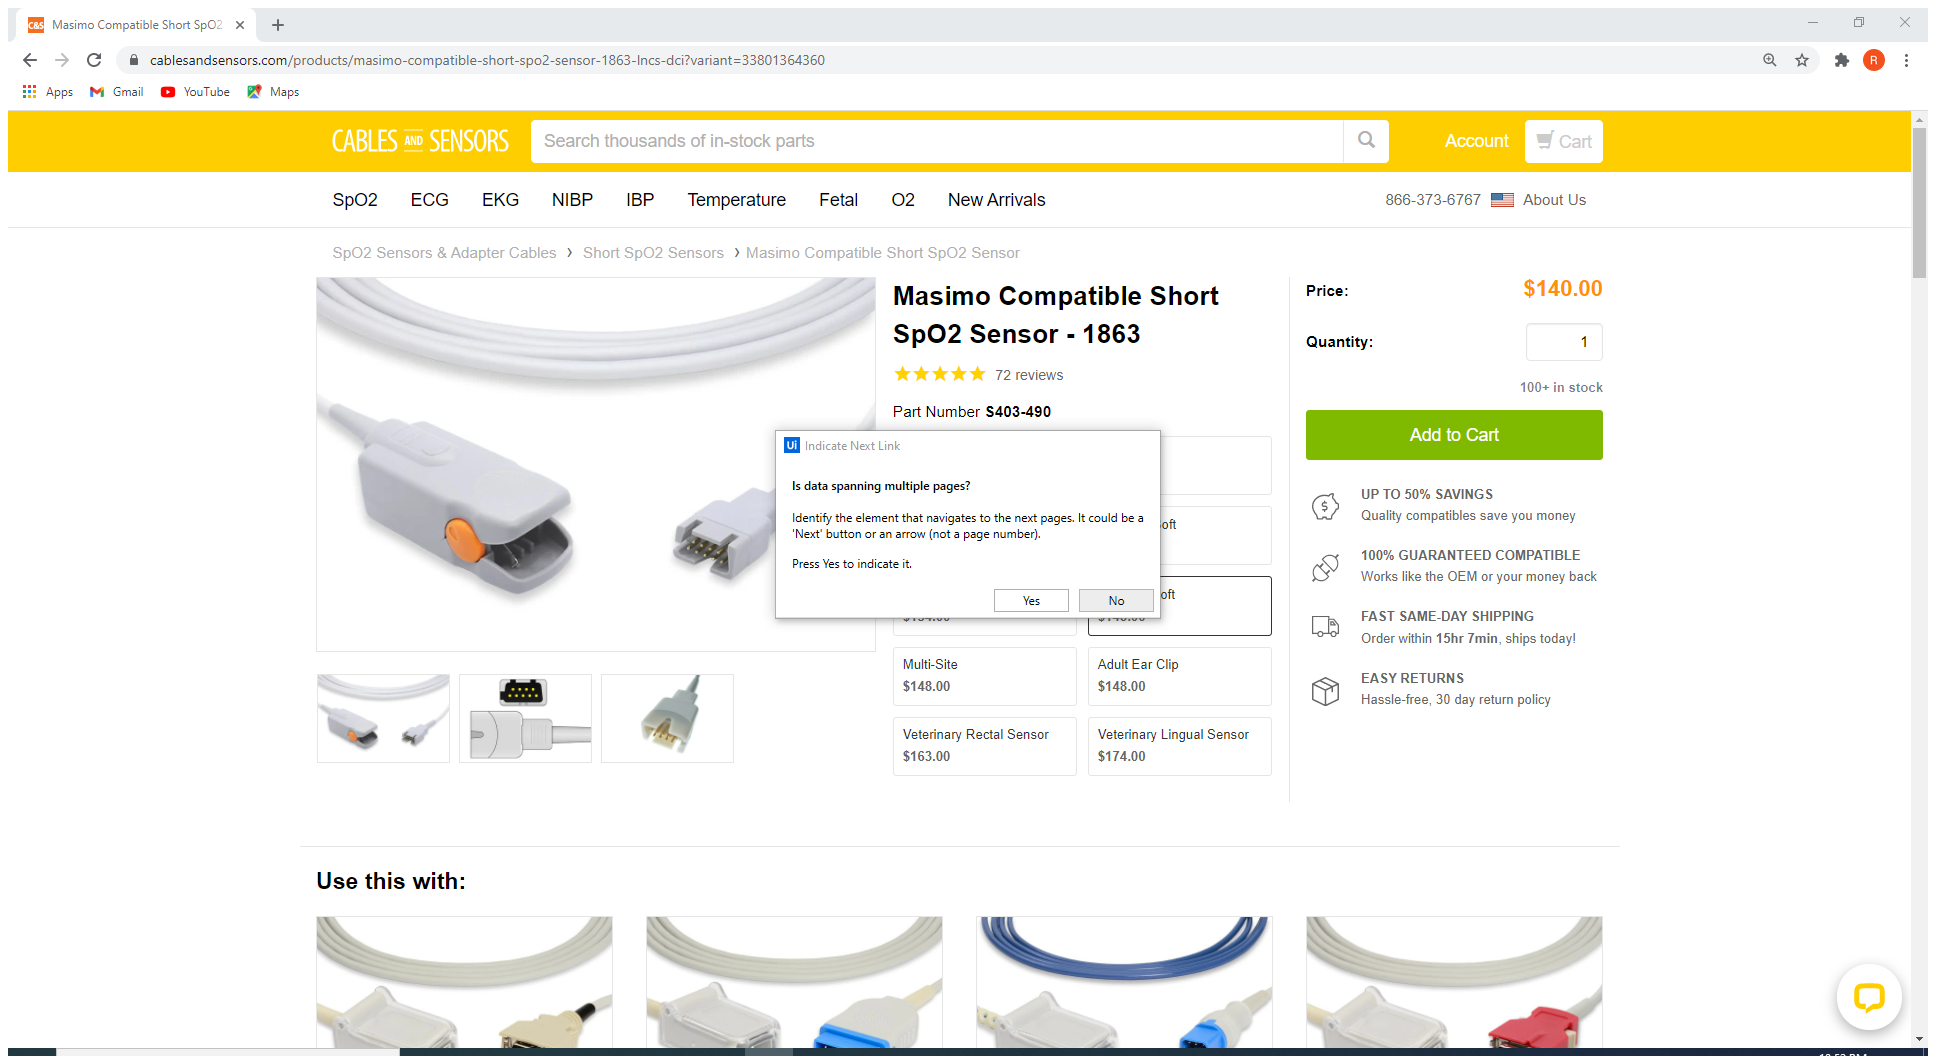 C&S Masimo Compatible Short SpO2
cablesandsensors.com/products/masimo-compatible-short-spo2-sensor-1863-lncs-dci?variant=33801364360
R
Apps Gmail YouTube Maps
CABLES AND SENSORS
Search thousands of in-stock parts
Account Cart
SpO2 ECG EKG NIBP IBP Temperature Fetal O2 New Arrivals
866-373-6767 About Us
SpO2 Sensors & Adapter Cables › Short SpO2 Sensors › Masimo Compatible Short SpO2 Sensor
Masimo Compatible Short
SpO2 Sensor - 1863
72 reviews
Part Number S403-490
Ui Indicate Next Link
Is data spanning multiple pages?
Identify the element that navigates to the next pages. It could be a
'Next' button or an arrow (not a page number).
Press Yes to indicate it.
Yes No
Multi-Site
$148.00
Adult Ear Clip
$148.00
Veterinary Rectal Sensor
$163.00
Veterinary Lingual Sensor
$174.00
Price: $140.00
Quantity: 1
100+ in stock
Add to Cart
UP TO 50% SAVINGS
Quality compatibles save you money
100% GUARANTEED COMPATIBLE
Works like the OEM or your money back
FAST SAME-DAY SHIPPING
Order within 15hr 7min, ships today!
EASY RETURNS
Hassle-free, 30 day return policy
Use this with: